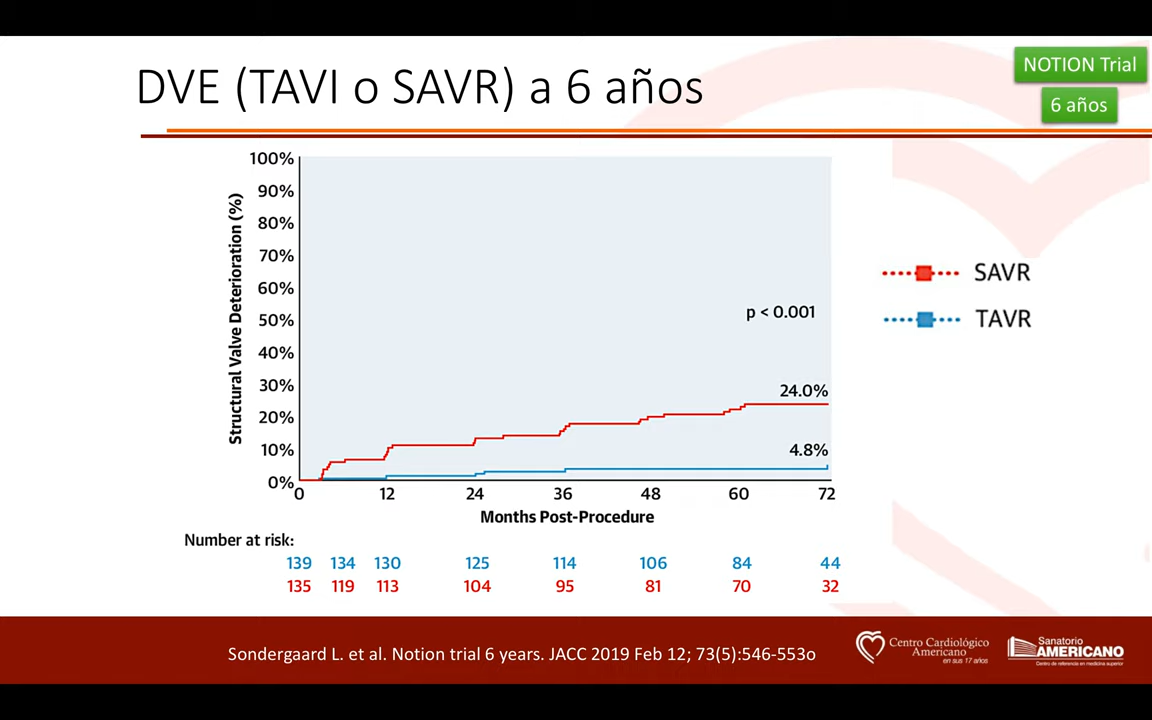 DVE (TAVI o SAVR) a 6 años
NOTION Trial
6 años
100%
90%
80%
70%
60%
50%
40%
30%
20%
10%
0%
Structural Valve Deterioration (%)
p < 0.001
24.0%
4.8%
SAVR
TAVR
0 12 24 36 48 60 72
Months Post-Procedure
Number at risk:
139 134 130 125 114 106 84 44
135 119 113 104 95 81 70 32
Sondergaard L. et al. Notion trial 6 years. JACC 2019 Feb 12; 73(5):546-553o
Centro Cardiológico
Americano
en sus 17 años
Sanatorio
AMERICANO
Centro de referencia en medicina superior